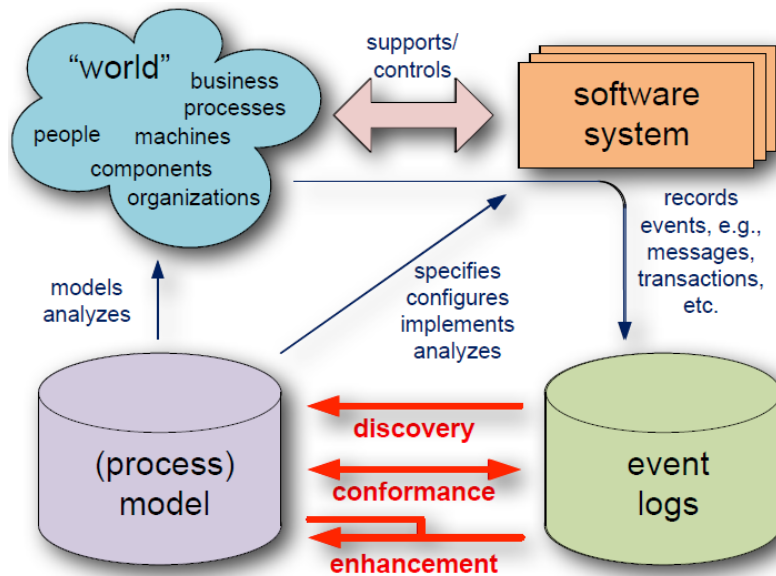 “world”
business
processes
people
machines
components
organizations
supports/
controls
software
system
records
events, e.g.,
messages,
transactions,
etc.
models
analyzes
specifies
configures
implements
analyzes
(process)
model
discovery
conformance
enhancement
event
logs